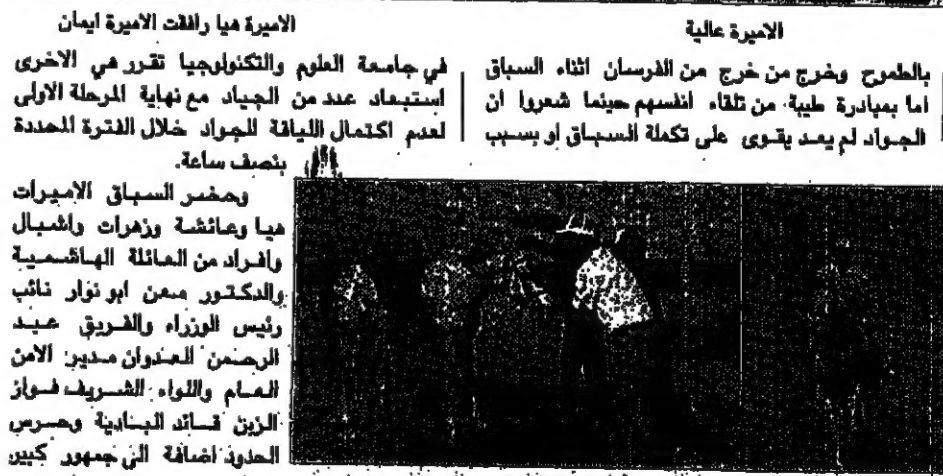 الاميرة عالية
الاميرة هيا رافقت الاميرة ايمان
بالطموح وخرج من خرج من الفرسان اثناء السباق
اما بمبادرة طيبة من تلقاء انفسهم حينما شعروا ان
الجواد لم يعد يقوى على تكملة السباق او بسبب
في جامعة العلوم والتكنولوجيا تقرر هي الاخرى
استبعاد عدد من الجياد مع نهاية المرحلة الاولى
لعدم اكتمال اللياقة للجواد خلال الفترة المحددة
بنصف ساعة.
وحضر السباق الاميرات
هيا وعائشة وزهرات واشبال
وافراد من العائلة الهاشمية
والدكتور معن ابو نوار نائب
رئيس الوزراء والفريق عبد
الرحمن العدوان مدير الامن
العام واللواء الشريف فواز
الزبن قائد البادية وحرس
الحدود اضافة الى جمهور كبير